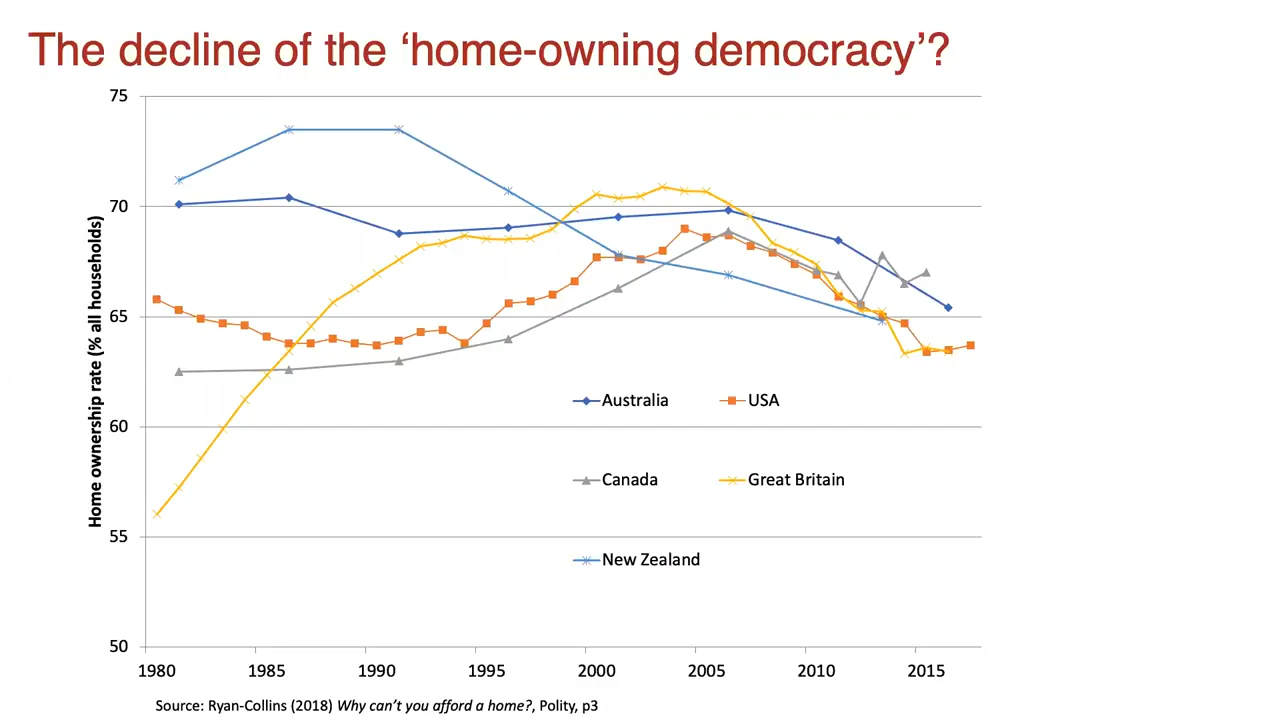 The decline of the ‘home-owning democracy’?
75
70
65
60
55
50
Home ownership rate (% all households)
Australia
USA
Canada
Great Britain
New Zealand
1980 1985 1990 1995 2000 2005 2010 2015
Source: Ryan-Collins (2018) Why can’t you afford a home?, Polity, p3